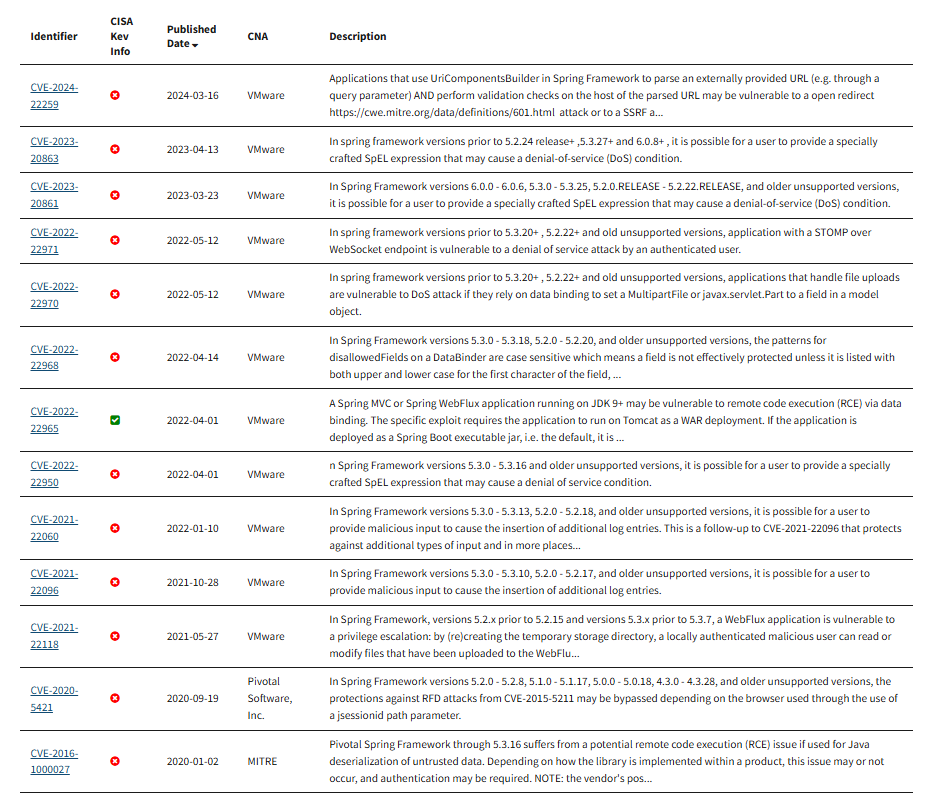 Identifier
CISA
Kev
Info
Published
Date
CNA
Description
CVE-2024-
22259
2024-03-16
VMware
Applications that use UriComponentsBuilder in Spring Framework to parse an externally provided URL (e.g. through a
query parameter) AND perform validation checks on the host of the parsed URL may be vulnerable to a open redirect
https://cwe.mitre.org/data/definitions/601.html attack or to a SSRF a...
CVE-2023-
20863
2023-04-13
VMware
In spring framework versions prior to 5.2.24 release+ ,5.3.27+ and 6.0.8+ , it is possible for a user to provide a specially
crafted SpEL expression that may cause a denial-of-service (DoS) condition.
CVE-2023-
20861
2023-03-23
VMware
In Spring Framework versions 6.0.0 - 6.0.6, 5.3.0 - 5.3.25, 5.2.0.RELEASE - 5.2.22.RELEASE, and older unsupported versions,
it is possible for a user to provide a specially crafted SpEL expression that may cause a denial-of-service (DoS) condition.
CVE-2022-
22971
2022-05-12
VMware
In spring framework versions prior to 5.3.20+ , 5.2.22+ and old unsupported versions, application with a STOMP over
WebSocket endpoint is vulnerable to a denial of service attack by an authenticated user.
CVE-2022-
22970
2022-05-12
VMware
In spring framework versions prior to 5.3.20+ , 5.2.22+ and old unsupported versions, applications that handle file uploads
are vulnerable to DoS attack if they rely on data binding to set a MultipartFile or javax.servlet.Part to a field in a model
object.
CVE-2022-
22968
2022-04-14
VMware
In Spring Framework versions 5.3.0 - 5.3.18, 5.2.0 - 5.2.20, and older unsupported versions, the patterns for
disallowedFields on a DataBinder are case sensitive which means a field is not effectively protected unless it is listed with
both upper and lower case for the first character of the field, ...
CVE-2022-
22965
2022-04-01
VMware
A Spring MVC or Spring WebFlux application running on JDK 9+ may be vulnerable to remote code execution (RCE) via data
binding. The specific exploit requires the application to run on Tomcat as a WAR deployment. If the application is
deployed as a Spring Boot executable jar, i.e. the default, it is ...
CVE-2022-
22950
2022-04-01
VMware
n Spring Framework versions 5.3.0 - 5.3.16 and older unsupported versions, it is possible for a user to provide a specially
crafted SpEL expression that may cause a denial of service condition.
CVE-2021-
22060
2022-01-10
VMware
In Spring Framework versions 5.3.0 - 5.3.13, 5.2.0 - 5.2.18, and older unsupported versions, it is possible for a user to
provide malicious input to cause the insertion of additional log entries. This is a follow-up to CVE-2021-22096 that protects
against additional types of input and in more places...
CVE-2021-
22096
2021-10-28
VMware
In Spring Framework versions 5.3.0 - 5.3.10, 5.2.0 - 5.2.17, and older unsupported versions, it is possible for a user to
provide malicious input to cause the insertion of additional log entries.
CVE-2021-
22118
2021-05-27
VMware
In Spring Framework, versions 5.2.x prior to 5.2.15 and versions 5.3.x prior to 5.3.7, a WebFlux application is vulnerable to
a privilege escalation: by (re)creating the temporary storage directory, a locally authenticated malicious user can read or
modify files that have been uploaded to the WebFlu...
CVE-2020-
5421
2020-09-19
Pivotal
Software,
Inc.
In Spring Framework versions 5.2.0 - 5.2.8, 5.1.0 - 5.1.17, 5.0.0 - 5.0.18, 4.3.0 - 4.3.28, and older unsupported versions, the
protections against RFD attacks from CVE-2015-5211 may be bypassed depending on the browser used through the use of
a jsessionid path parameter.
CVE-2016-
1000027
2020-01-02
MITRE
Pivotal Spring Framework through 5.3.16 suffers from a potential remote code execution (RCE) issue if used for Java
deserialization of untrusted data. Depending on how the library is implemented within a product, this issue may or not
occur, and authentication may be required. NOTE: the vendor's pos...